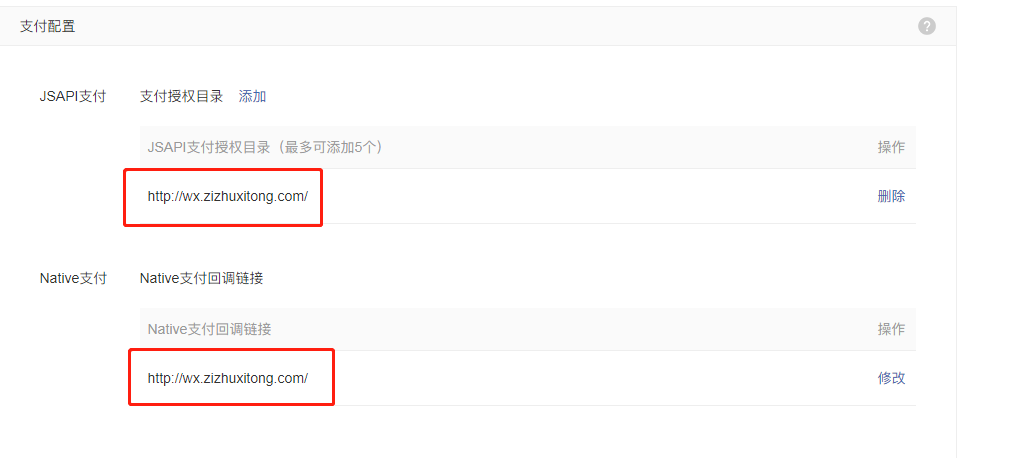 支付配置
?
JSAPI支付 支付授权目录 添加
JSAPI支付授权目录（最多可添加5个） 操作
http://wx.zizhuxitong.com/ 删除
Native支付 Native支付回调链接
Native支付回调链接 操作
http://wx.zizhuxitong.com/ 修改